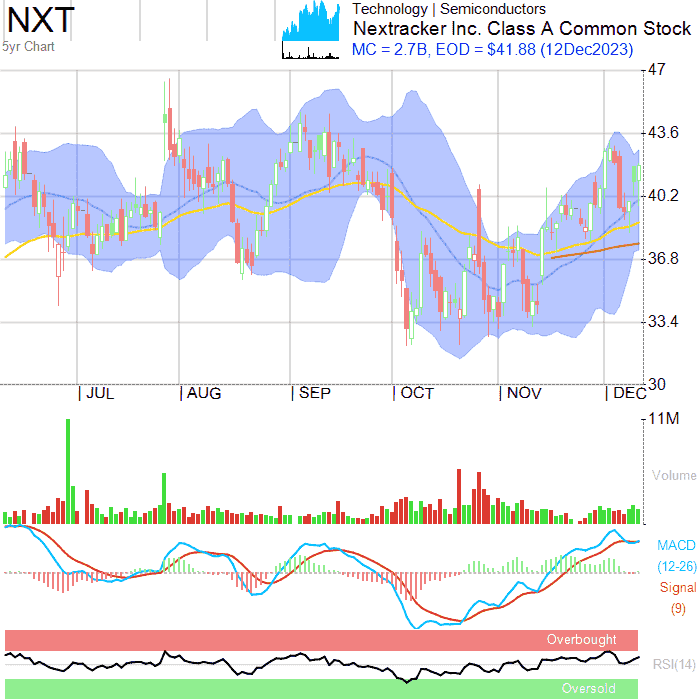 NXT
5yr Chart
Technology | Semiconductors
Nextracker Inc. Class A Common Stock
MC = 2.7B, EOD = $41.88 (12Dec2023)
47
43.6
40.2
36.8
33.4
30
JUL
AUG
SEP
OCT
NOV
DEC
11M
Volume
MACD
(12-26)
Signal
(9)
Overbought
RSI(14)
Oversold